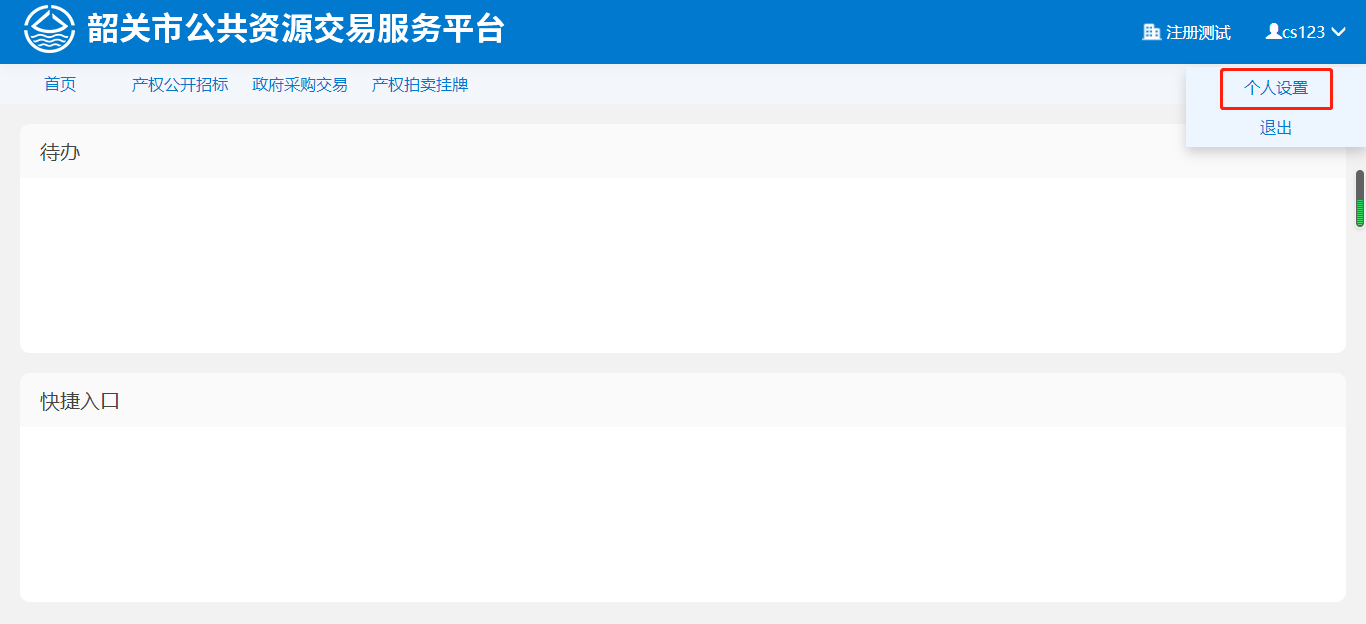 韶关市公共资源交易服务平台
注册测试
cs123
首页 产权公开招标 政府采购交易 产权拍卖挂牌
个人设置
退出
待办
快捷入口